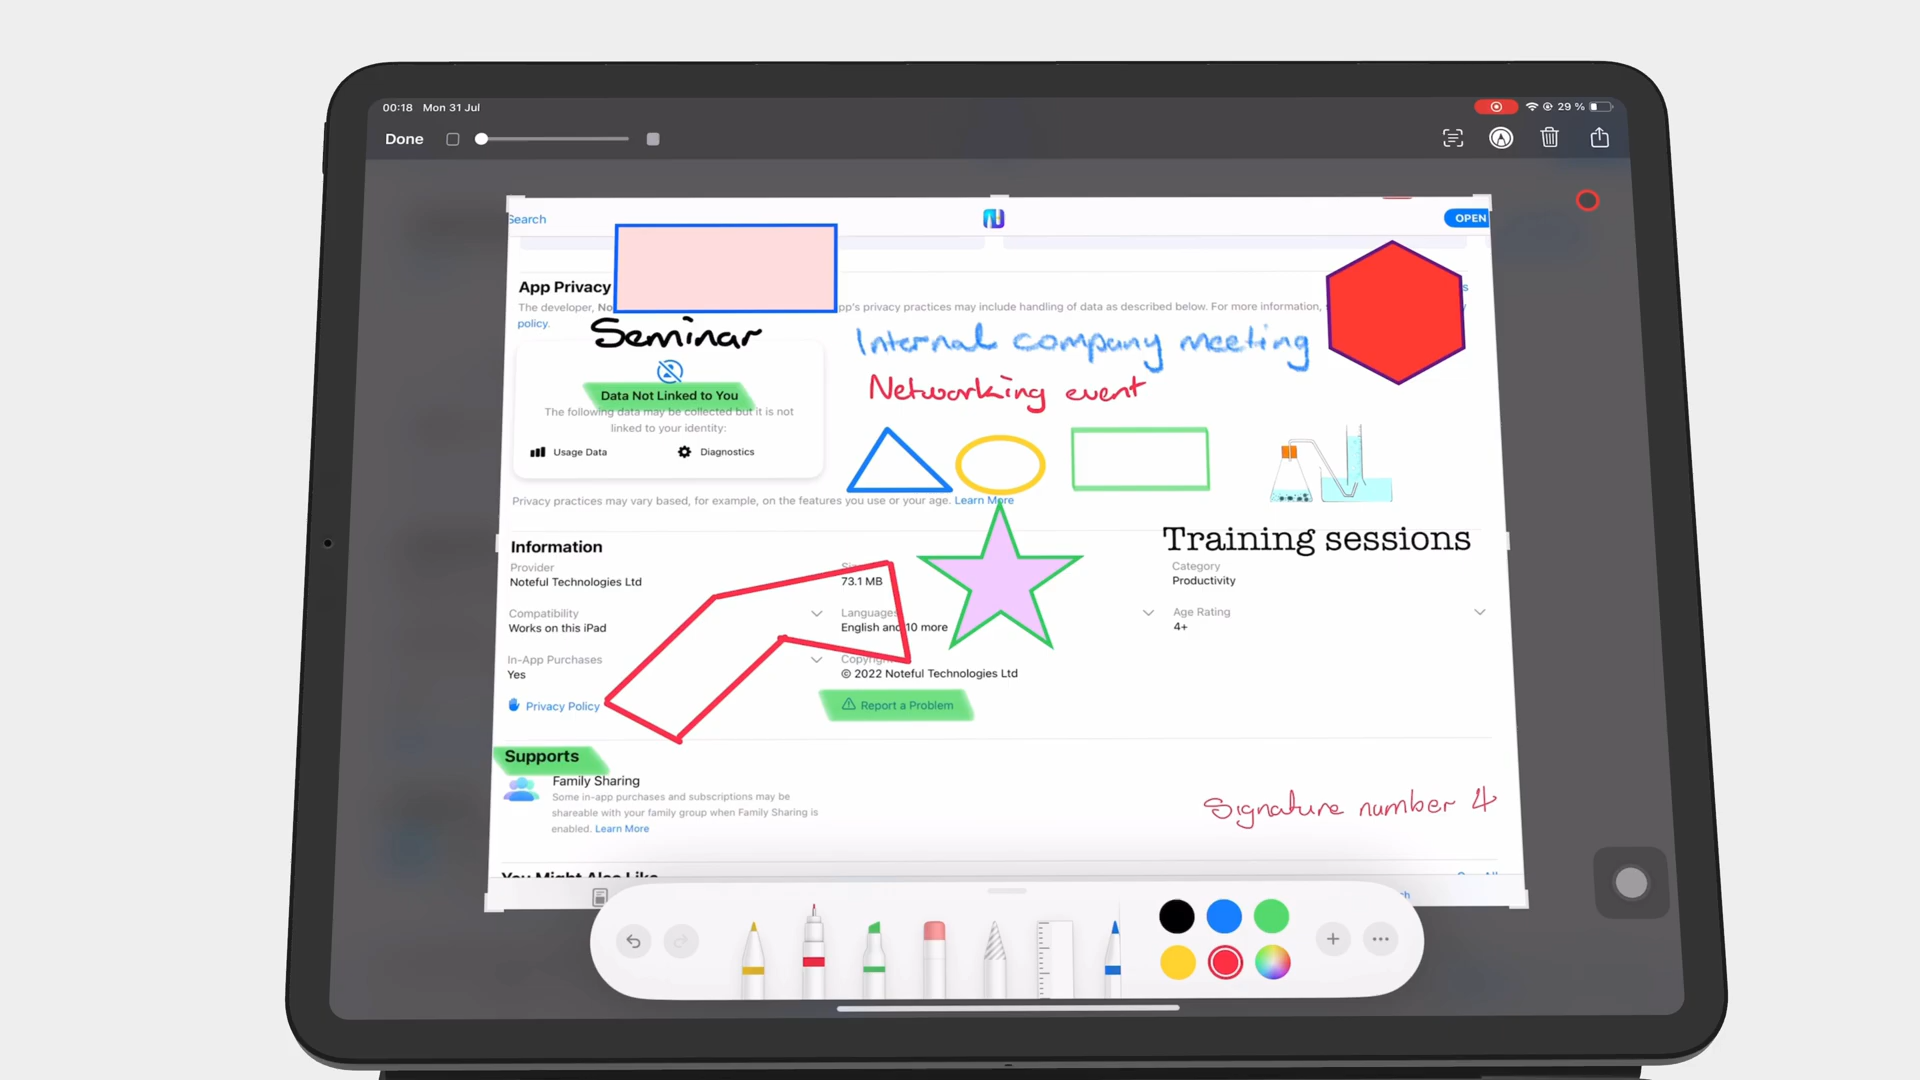 00:18 Mon 31 Jul
29 %
Done
Search
OPEN
App Privacy
The developer, No
pp's privacy practices may include handling of data as described below. For more information,
policy.
Seminar
Internal company meeting
Networking event
Data Not Linked to You
The following data may be collected but it is not
linked to your identity:
Usage Data
Diagnostics
Privacy practices may vary based, for example, on the features you use or your age. Learn More
Training sessions
Information
Provider
Noteful Technologies Ltd
73.1 MB
Category
Productivity
Compatibility
Works on this iPad
Languages
English and 10 more
Age Rating
4+
In-App Purchases
Yes
© 2022 Noteful Technologies Ltd
Privacy Policy
Report a Problem
Supports
Family Sharing
Some in-app purchases and subscriptions may be
shareable with your family group when Family Sharing is
enabled. Learn More
Signature number 4
You Might Also Like